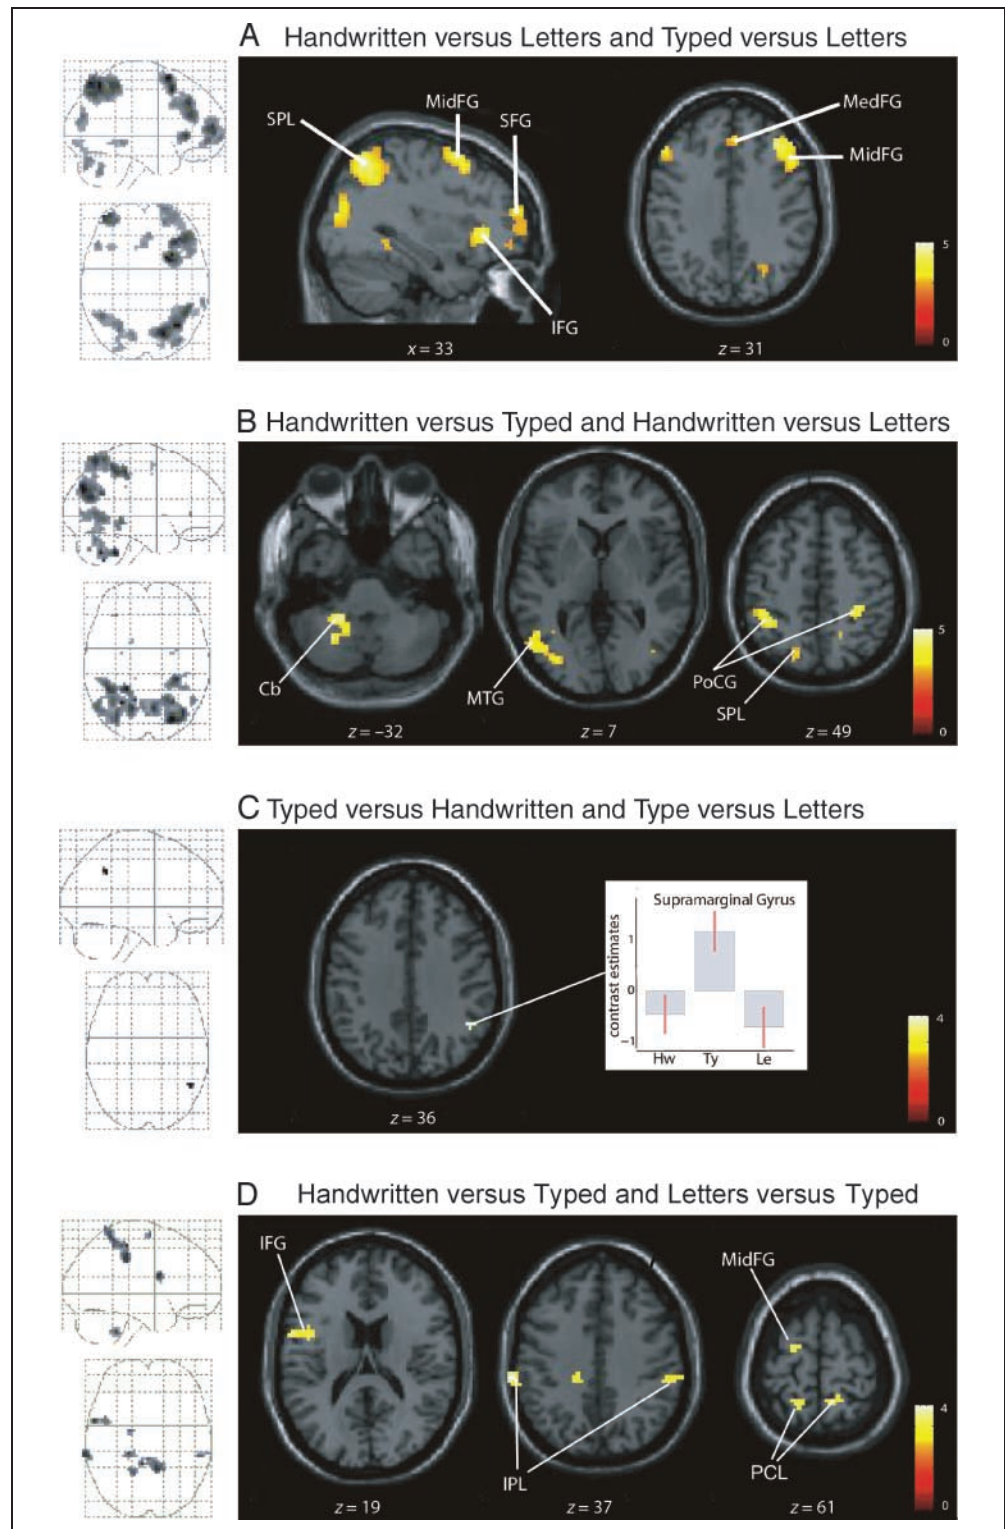 A Handwritten versus Letters and Typed versus Letters
SPL
MidFG
SFG
MedFG
MidFG
IFG
5
0
x = 33
z = 31
B Handwritten versus Typed and Handwritten versus Letters
Cb
MTG
PoCG
SPL
5
0
z = –32
z = 7
z = 49
C Typed versus Handwritten and Type versus Letters
Supramarginal Gyrus
contrast estimates
1
0
–1
Hw Ty Le
4
0
z = 36
D Handwritten versus Typed and Letters versus Typed
IFG
MidFG
IPL
PCL
4
0
z = 19
z = 37
z = 61